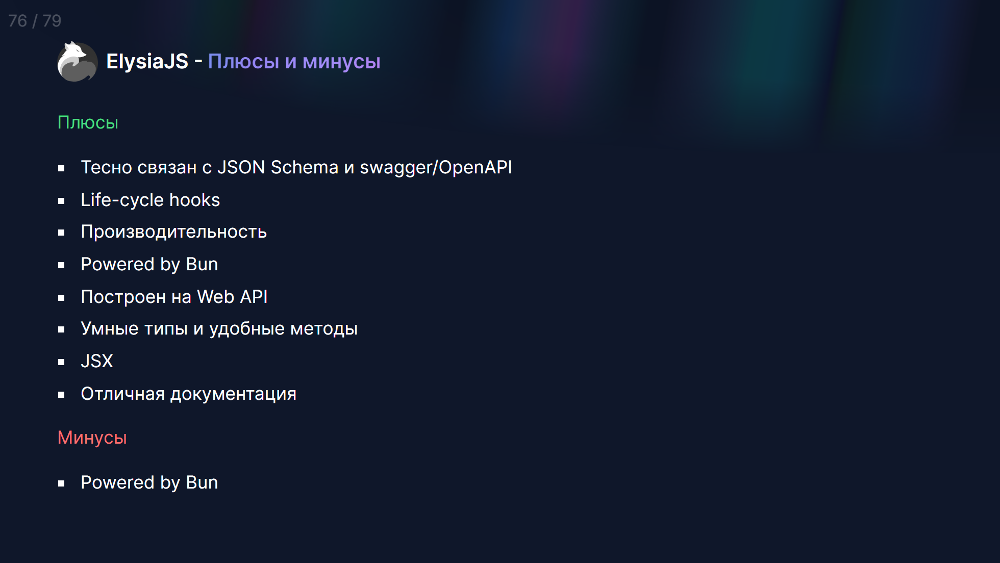 76 / 79
ElysiaJS - Плюсы и минусы
Плюсы
Тесно связан с JSON Schema и swagger/OpenAPI
Life-cycle hooks
Производительность
Powered by Bun
Построен на Web API
Умные типы и удобные методы
JSX
Отличная документация
Минусы
Powered by Bun